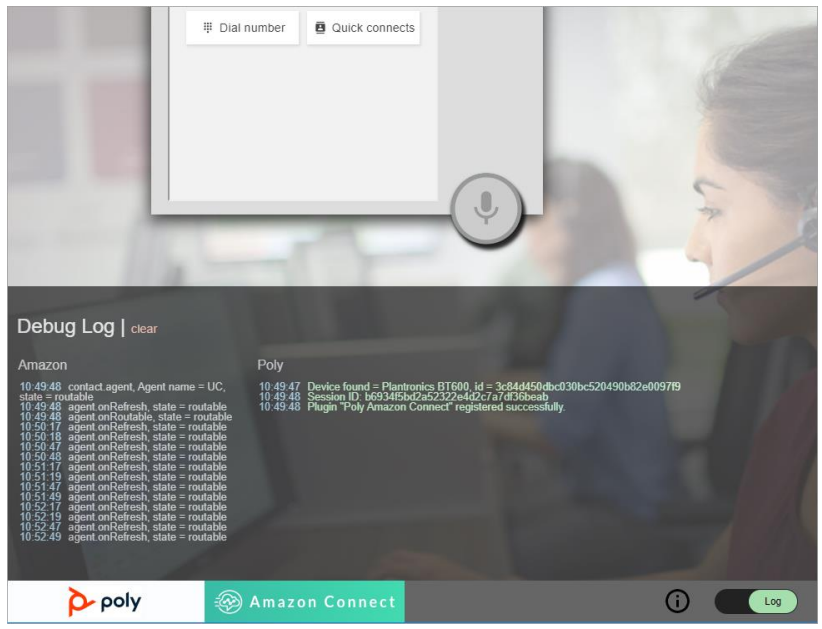 Dial number
Quick connects
Debug Log | clear
Amazon
10:49:48 contact.agent, Agent name = UC,
state = routable
10:49:48 agent.onRefresh, state = routable
10:49:48 agent.onRoutable, state = routable
10:50:17 agent.onRefresh, state = routable
10:50:18 agent.onRefresh, state = routable
10:50:47 agent.onRefresh, state = routable
10:50:48 agent.onRefresh, state = routable
10:51:17 agent.onRefresh, state = routable
10:51:19 agent.onRefresh, state = routable
10:51:47 agent.onRefresh, state = routable
10:51:49 agent.onRefresh, state = routable
10:52:17 agent.onRefresh, state = routable
10:52:19 agent.onRefresh, state = routable
10:52:47 agent.onRefresh, state = routable
10:52:49 agent.onRefresh, state = routable
Poly
10:49:47 Device found = Plantronics BT600, id = 3c84d450dbc030bc520490b82e0097f9
10:49:48 Session ID: b6934f5bd2a52322e4d2c7a7df36beab
10:49:48 Plugin "Poly Amazon Connect" registered successfully.
poly
Amazon Connect
Log